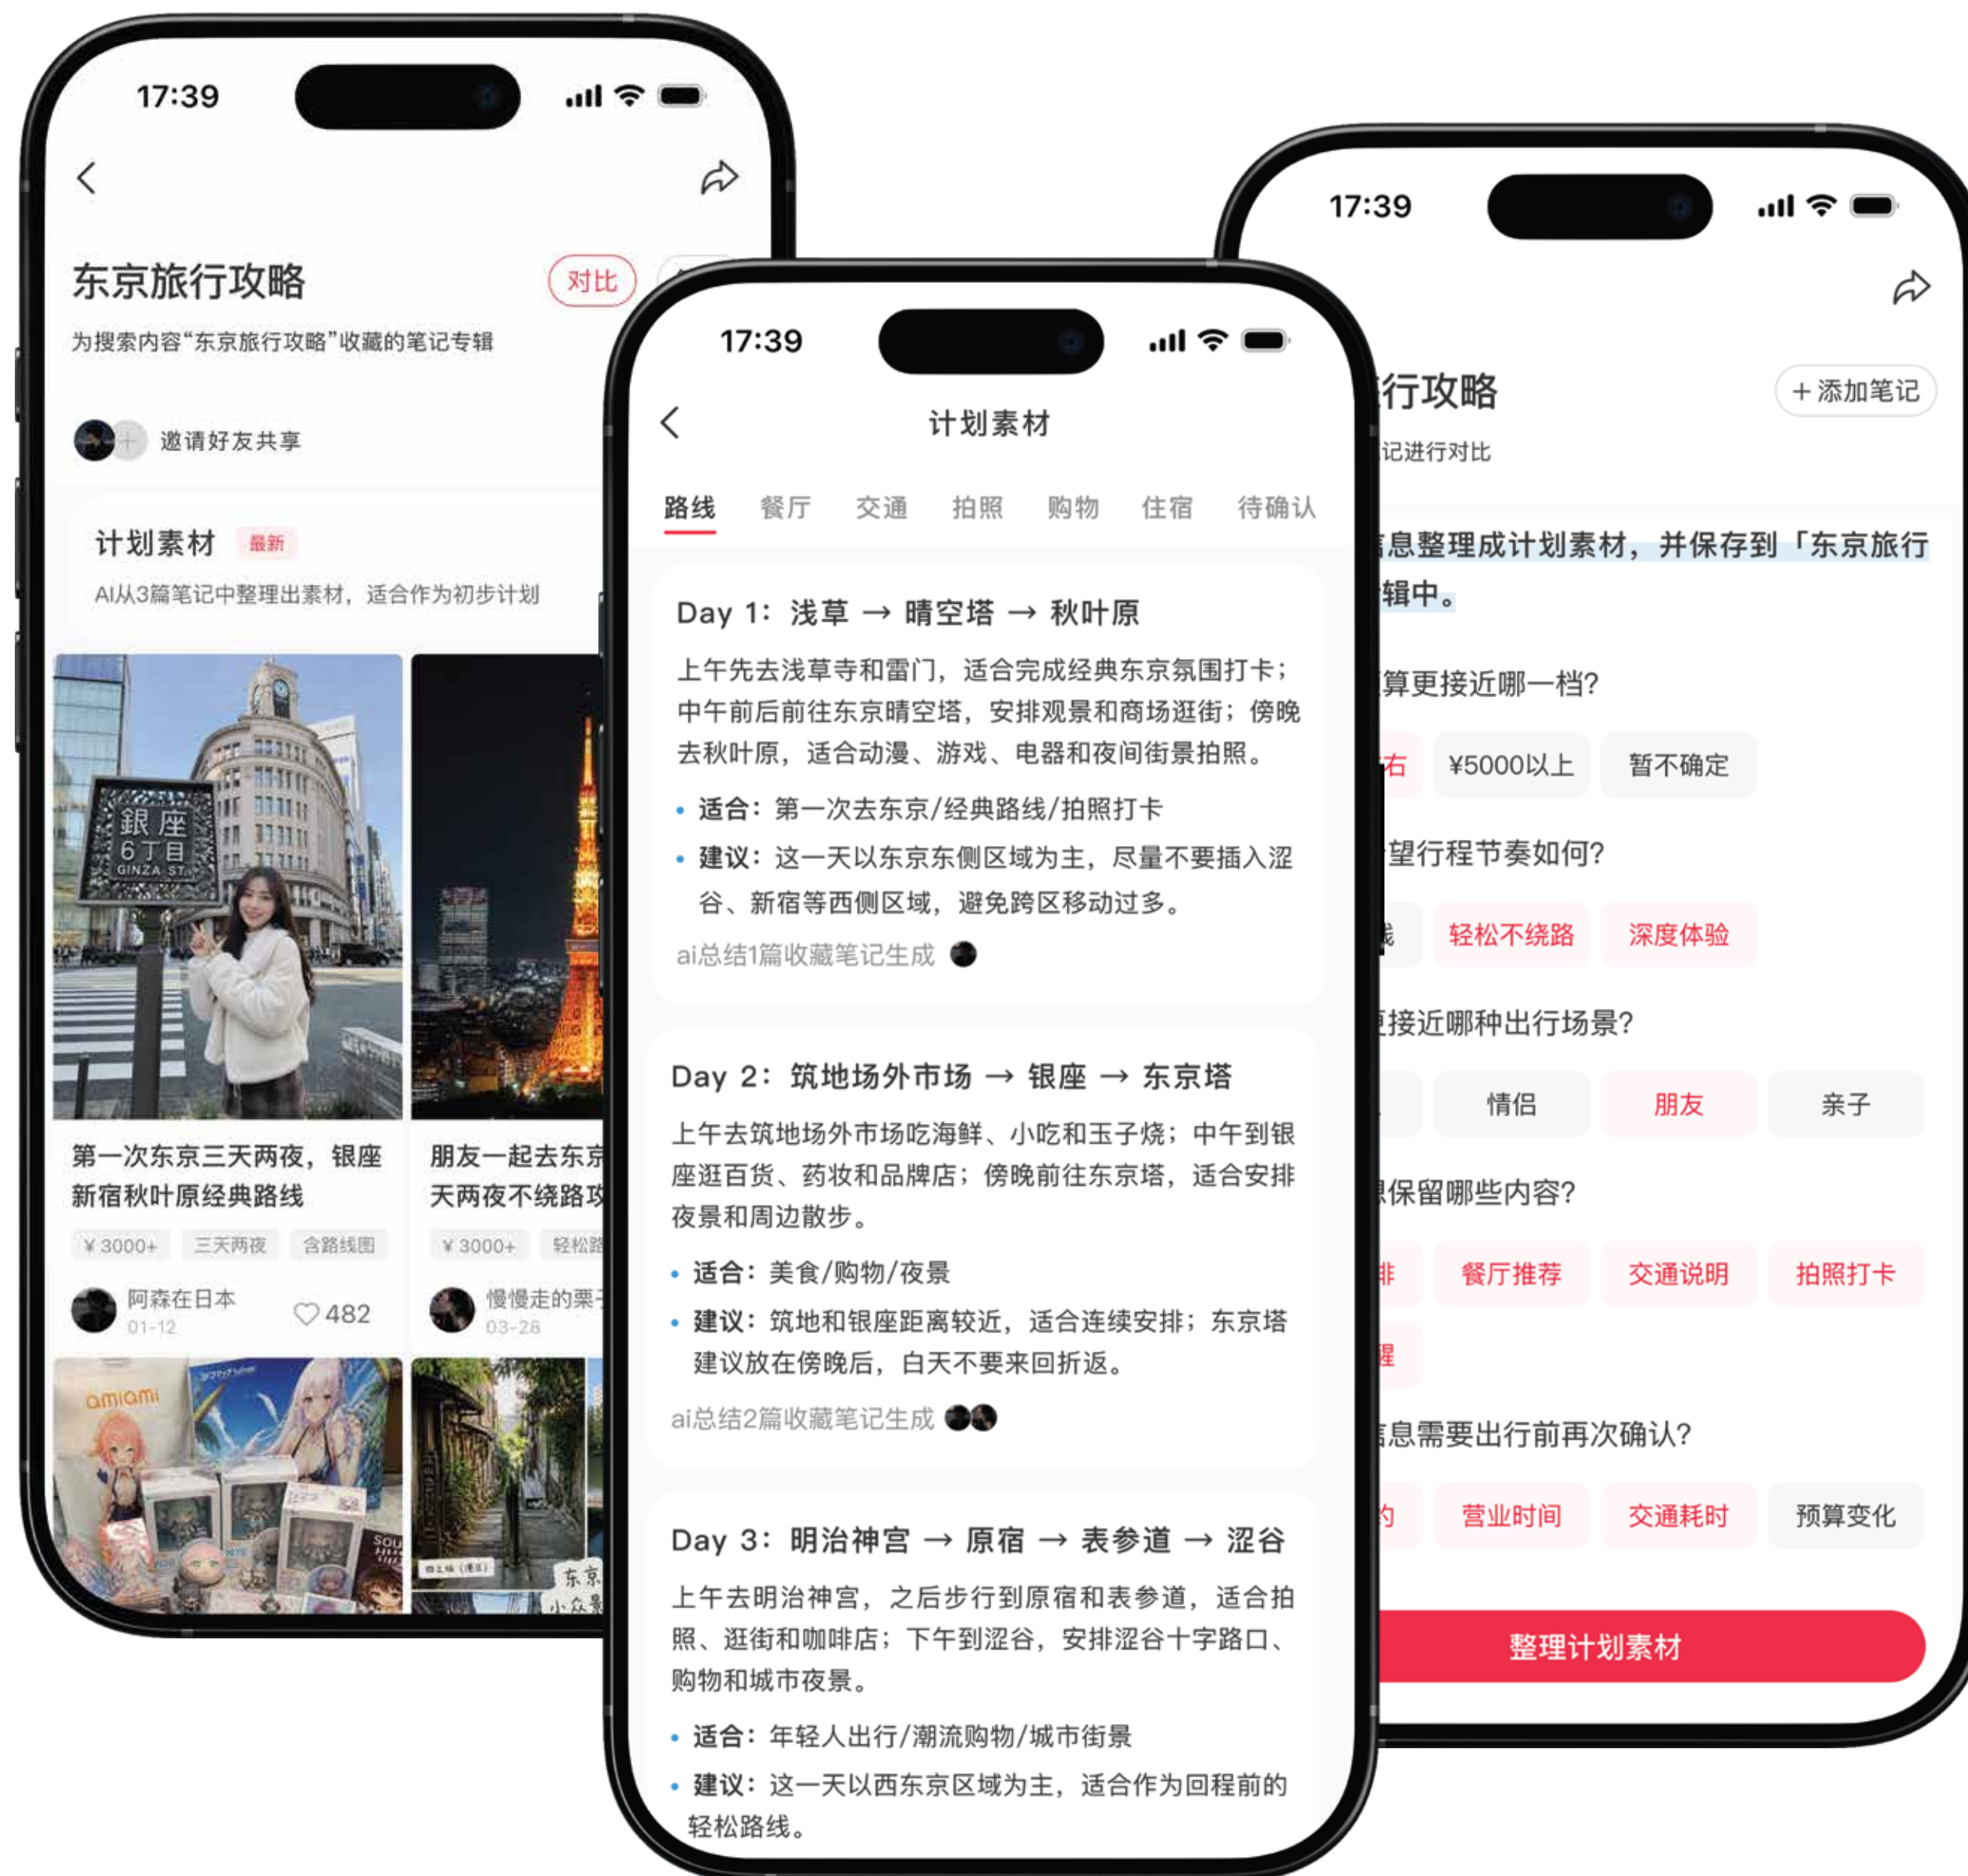 17:39
东京旅行攻略
对比
为搜索内容“东京旅行攻略”收藏的笔记专辑
邀请好友共享
计划素材
最新
AI从3篇笔记中整理出素材，适合作为初步计划
銀座
6丁目
GINZA ST.
第一次东京三天两夜，银座
新宿秋叶原经典路线
¥ 3000+
三天两夜
含路线图
阿森在日本
01-12
482
朋友一起去东京
天两夜不绕路攻
¥ 3000+
轻松路
慢慢走的栗子
03-28
amiami
东京
小众景
17:39
计划素材
路线
餐厅
交通
拍照
购物
住宿
待确认
Day 1：浅草 → 晴空塔 → 秋叶原
上午先去浅草寺和雷门，适合完成经典东京氛围打卡；
中午前后前往东京晴空塔，安排观景和商场逛街；傍晚
去秋叶原，适合动漫、游戏、电器和夜间街景拍照。
• 适合：第一次去东京/经典路线/拍照打卡
• 建议：这一天以东京东侧区域为主，尽量不要插入涩
谷、新宿等西侧区域，避免跨区移动过多。
ai总结1篇收藏笔记生成
Day 2：筑地场外市场 → 银座 → 东京塔
上午去筑地场外市场吃海鲜、小吃和玉子烧；中午到银
座逛百货、药妆和品牌店；傍晚前往东京塔，适合安排
夜景和周边散步。
• 适合：美食/购物/夜景
• 建议：筑地和银座距离较近，适合连续安排；东京塔
建议放在傍晚后，白天不要来回折返。
ai总结2篇收藏笔记生成
Day 3：明治神宫 → 原宿 → 表参道 → 涩谷
上午去明治神宫，之后步行到原宿和表参道，适合拍
照、逛街和咖啡店；下午到涩谷，安排涩谷十字路口、
购物和城市夜景。
• 适合：年轻人出行/潮流购物/城市街景
• 建议：这一天以西东京区域为主，适合作为回程前的
轻松路线。
17:39
行攻略
＋添加笔记
记进行对比
息整理成计划素材，并保存到「东京旅行
辑中。
算更接近哪一档？
右
¥5000以上
暂不确定
望行程节奏如何？
轻松不绕路
深度体验
接近哪种出行场景？
情侣
朋友
亲子
保留哪些内容？
排
餐厅推荐
交通说明
拍照打卡
醒
息需要出行前再次确认？
约
营业时间
交通耗时
预算变化
整理计划素材